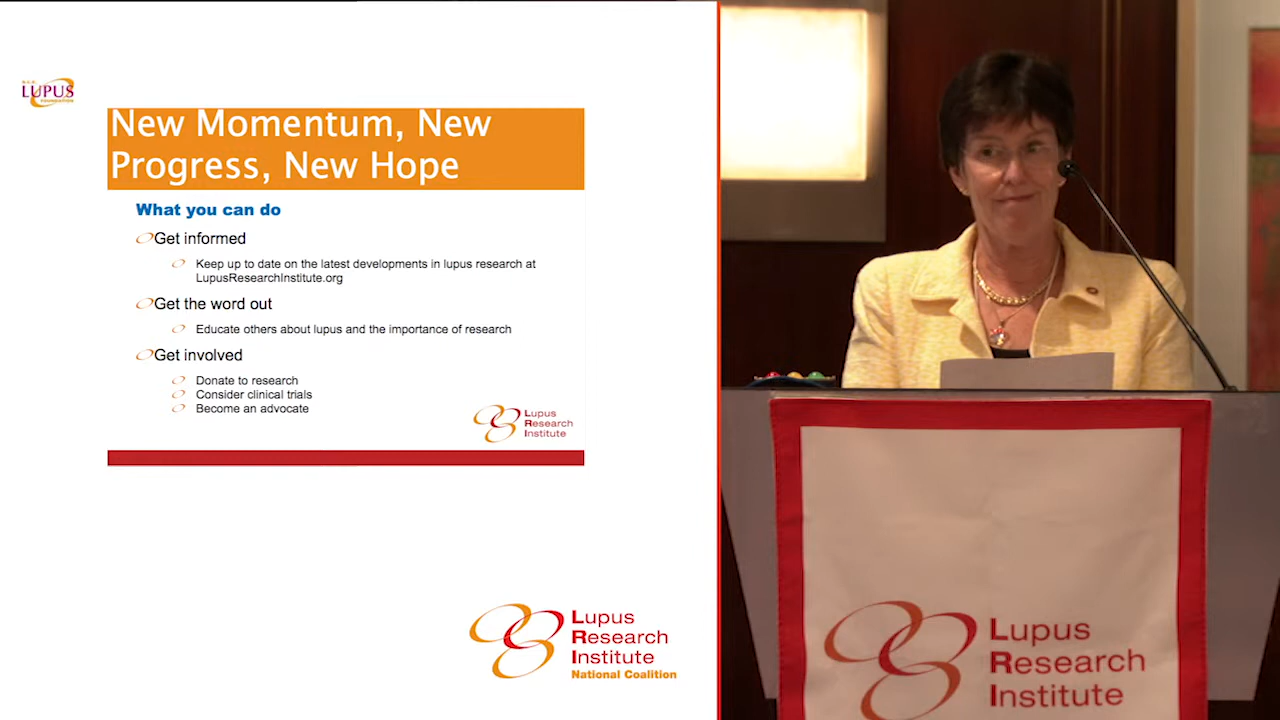 LUPUS
FOUNDATION
New Momentum, New
Progress, New Hope
What you can do
Get informed
Keep up to date on the latest developments in lupus research at
LupusResearchInstitute.org
Get the word out
Educate others about lupus and the importance of research
Get involved
Donate to research
Consider clinical trials
Become an advocate
Lupus
Research
Institute
Lupus
Research
Institute
National Coalition
Lupus
Research
Institute